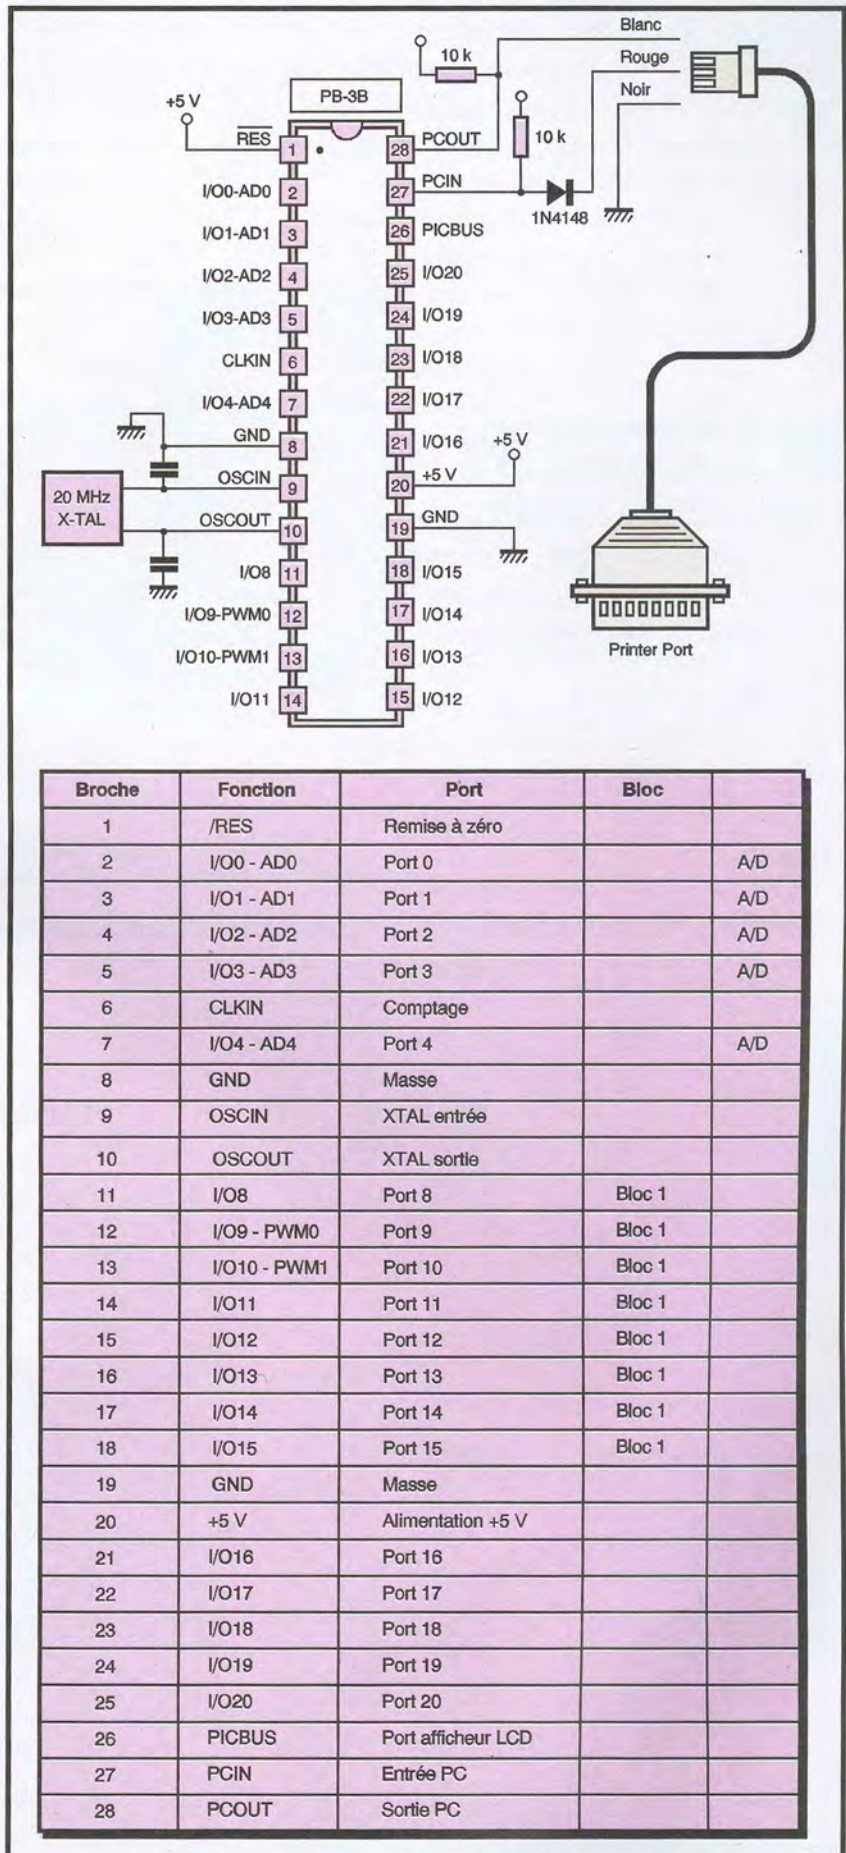 Blanc
Rouge
Noir
10 k
10 k
PB-3B
+5 V
RES 1 28 PCOUT
I/O0-AD0 2 27 PCIN
1N4148
I/O1-AD1 3 26 PICBUS
I/O2-AD2 4 25 I/O20
I/O3-AD3 5 24 I/O19
CLKIN 6 23 I/O18
I/O4-AD4 7 22 I/O17
GND 8 21 I/O16
+5 V
OSCIN 9 20 +5 V
20 MHz
X-TAL
OSCOUT 10 19 GND
I/O8 11 18 I/O15
I/O9-PWM0 12 17 I/O14
I/O10-PWM1 13 16 I/O13
I/O11 14 15 I/O12
Printer Port
Broche Fonction Port Bloc
1 /RES Remise à zéro
2 I/O0 - AD0 Port 0 A/D
3 I/O1 - AD1 Port 1 A/D
4 I/O2 - AD2 Port 2 A/D
5 I/O3 - AD3 Port 3 A/D
6 CLKIN Comptage
7 I/O4 - AD4 Port 4 A/D
8 GND Masse
9 OSCIN XTAL entrée
10 OSCOUT XTAL sortie
11 I/O8 Port 8 Bloc 1
12 I/O9 - PWM0 Port 9 Bloc 1
13 I/O10 - PWM1 Port 10 Bloc 1
14 I/O11 Port 11 Bloc 1
15 I/O12 Port 12 Bloc 1
16 I/O13 Port 13 Bloc 1
17 I/O14 Port 14 Bloc 1
18 I/O15 Port 15 Bloc 1
19 GND Masse
20 +5 V Alimentation +5 V
21 I/O16 Port 16
22 I/O17 Port 17
23 I/O18 Port 18
24 I/O19 Port 19
25 I/O20 Port 20
26 PICBUS Port afficheur LCD
27 PCIN Entrée PC
28 PCOUT Sortie PC